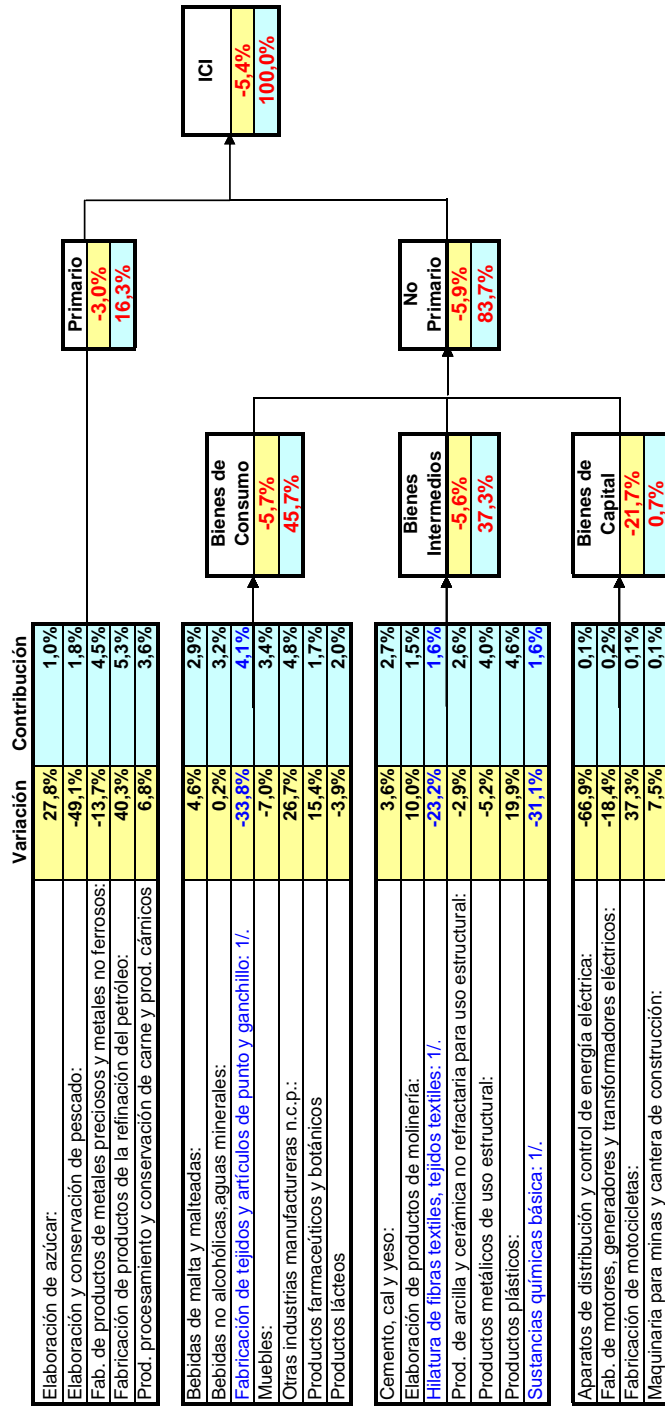 Variación Contribución
Elaboración de azúcar: 27,8% 1,0%
Elaboración y conservación de pescado: -49,1% 1,8%
Fab. de productos de metales preciosos y metales no ferrosos: -13,7% 4,5%
Fabricación de productos de la refinación del petróleo: 40,3% 5,3%
Prod. procesamiento y conservación de carne y prod. cárnicos 6,8% 3,6%
Primario
-3,0%
16,3%
Bebidas de malta y malteadas: 4,6% 2,9%
Bebidas no alcohólicas,aguas minerales: 0,2% 3,2%
Fabricación de tejidos y artículos de punto y ganchillo: 1/. -33,8% 4,1%
Muebles: -7,0% 3,4%
Otras industrias manufactureras n.c.p.: 26,7% 4,8%
Productos farmaceúticos y botánicos 15,4% 1,7%
Productos lácteos -3,9% 2,0%
Bienes de
Consumo
-5,7%
45,7%
ICI
-5,4%
100,0%
Cemento, cal y yeso: 3,6% 2,7%
Elaboración de productos de molinería: 10,0% 1,5%
Hilatura de fibras textiles, tejidos textiles: 1/. -23,2% 1,6%
Prod. de arcilla y cerámica no refractaria para uso estructural: -2,9% 2,6%
Productos metálicos de uso estructural: -5,2% 4,0%
Productos plásticos: 19,9% 4,6%
Sustancias químicas básica: 1/. -31,1% 1,6%
Bienes
Intermedios
-5,6%
37,3%
No
Primario
-5,9%
83,7%
Aparatos de distribución y control de energía eléctrica: -66,9% 0,1%
Fab. de motores, generadores y transformadores eléctricos: -18,4% 0,2%
Fabricación de motocicletas: 37,3% 0,1%
Maquinaria para minas y cantera de construcción: 7,5% 0,1%
Bienes de
Capital
-21,7%
0,7%